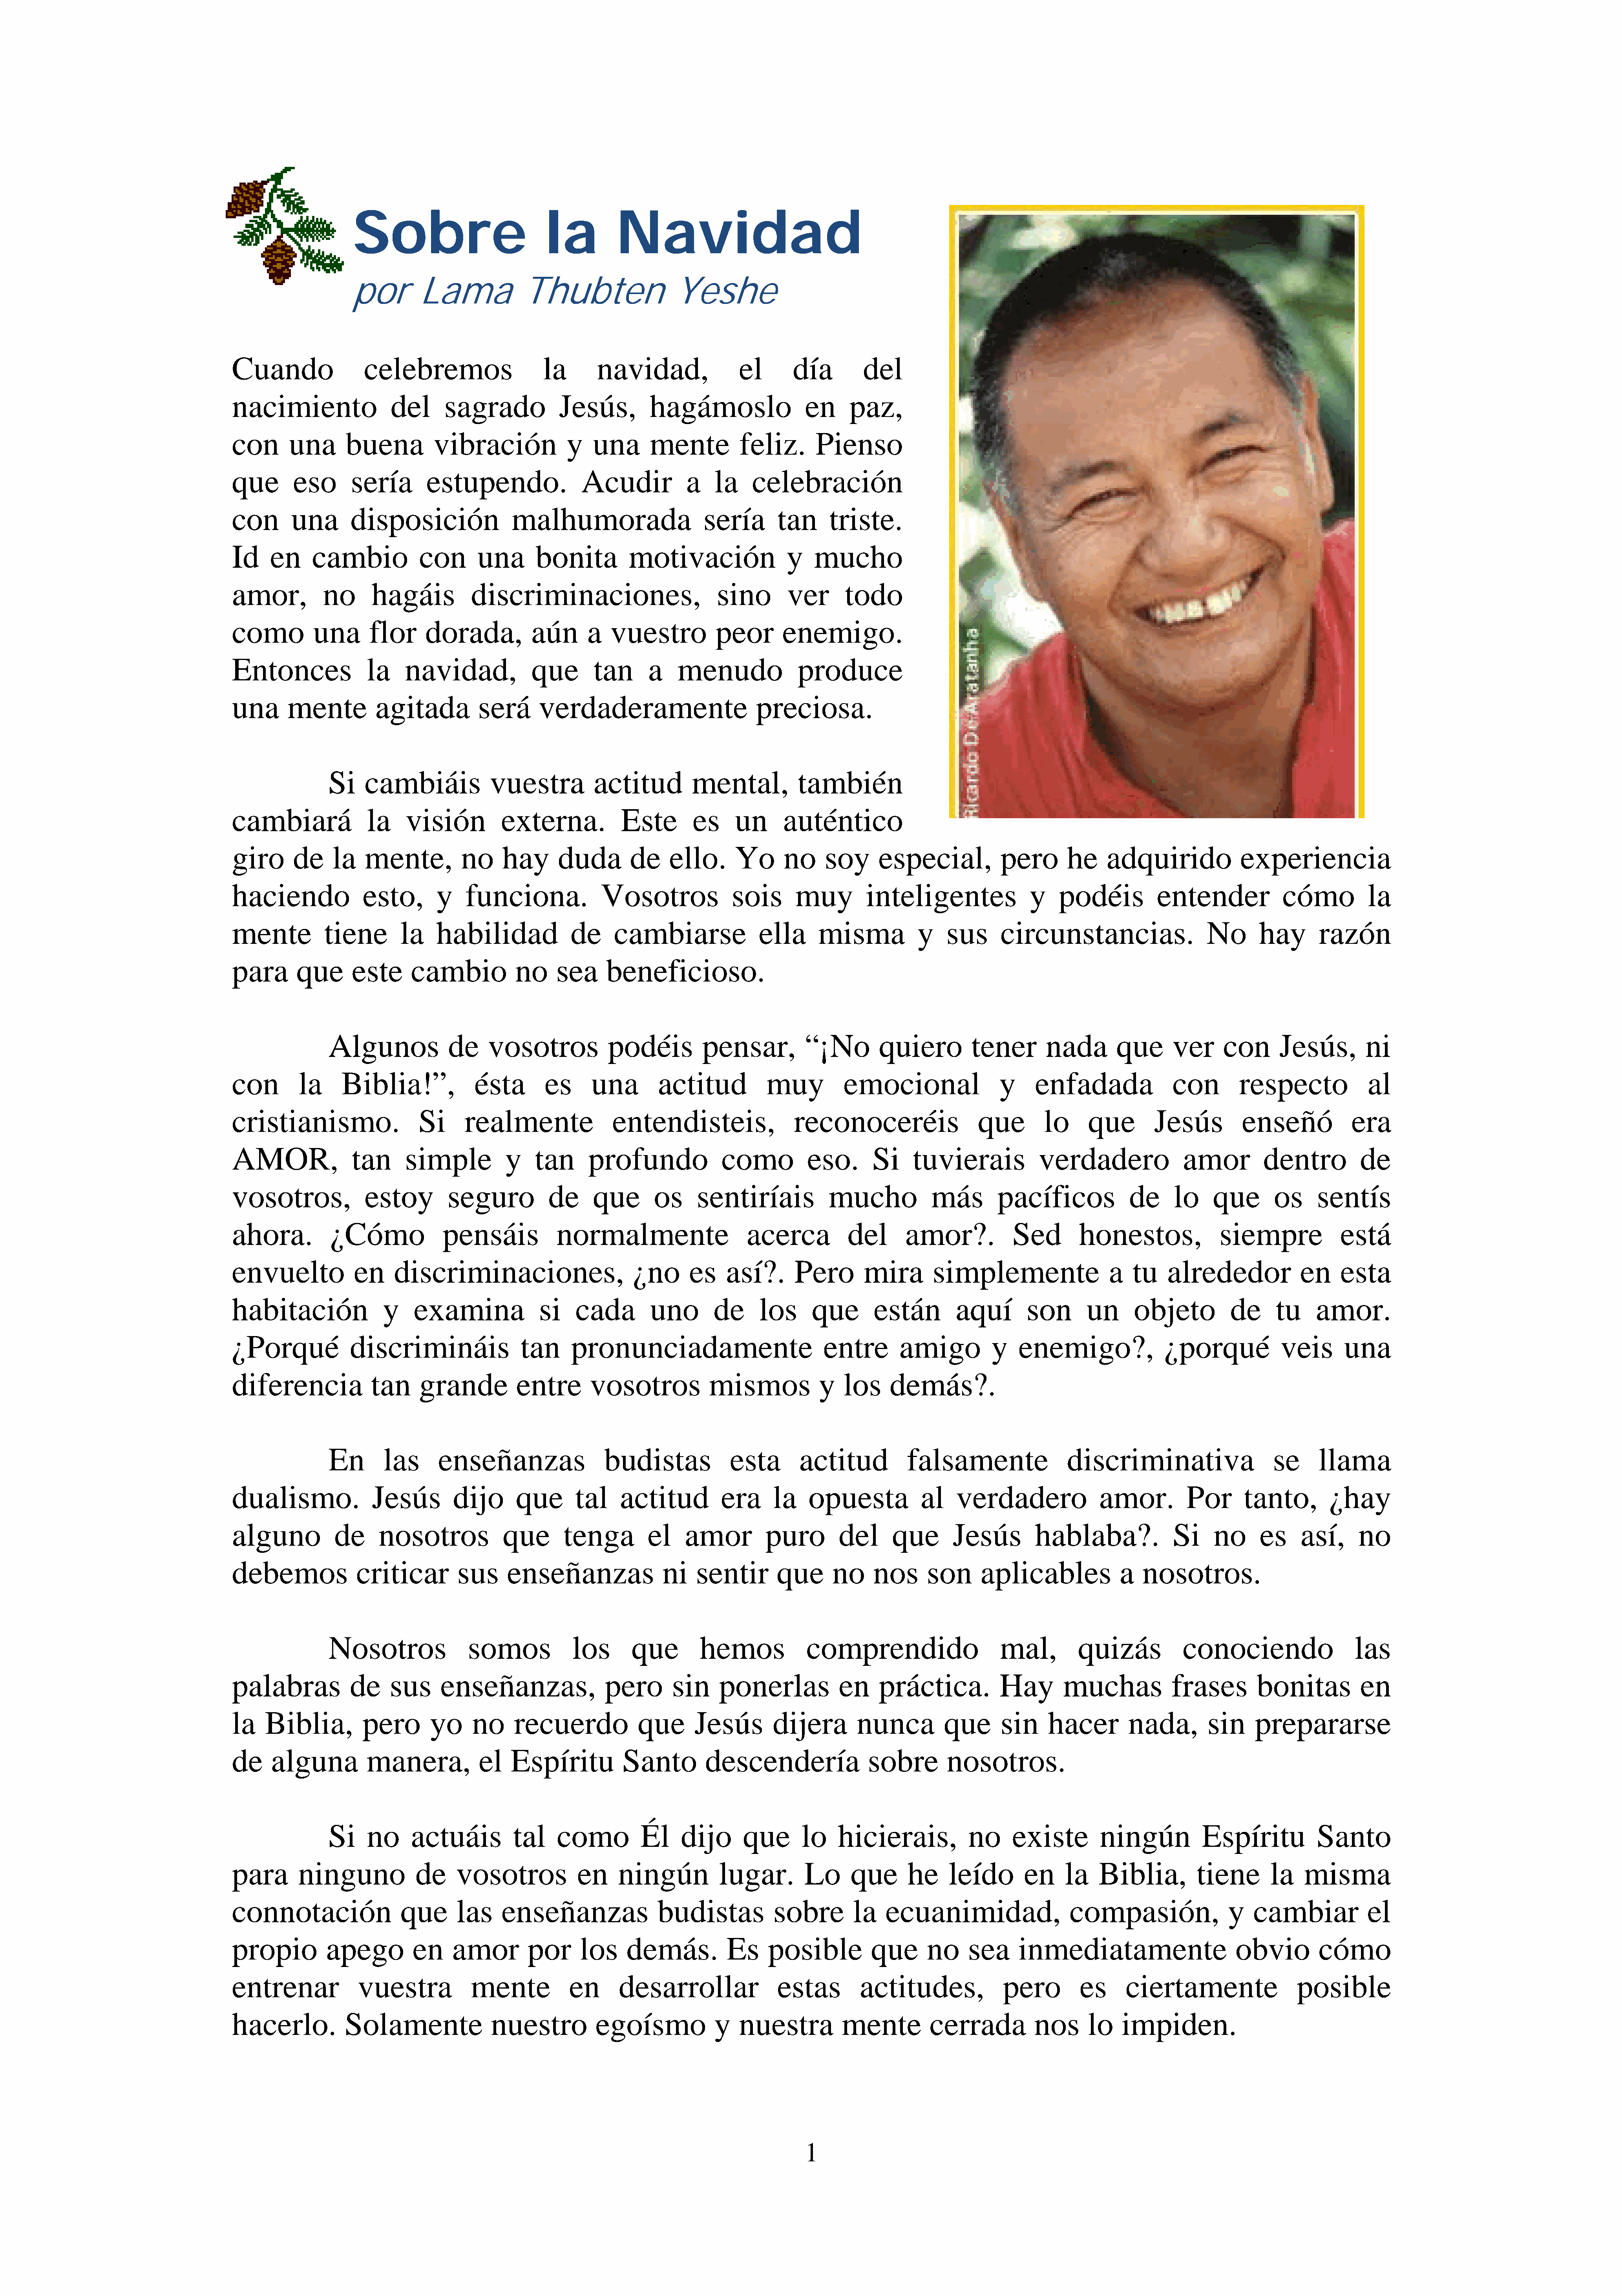 Sobre la Navidad
por Lama Thubten Yeshe
Cuando celebremos la navidad, el día del
nacimiento del sagrado Jesús, hagámoslo en paz,
con una buena vibración y una mente feliz. Pienso
que eso sería estupendo. Acudir a la celebración
con una disposición malhumorada sería tan triste.
Id en cambio con una bonita motivación y mucho
amor, no hagáis discriminaciones, sino ver todo
como una flor dorada, aún a vuestro peor enemigo.
Entonces la navidad, que tan a menudo produce
una mente agitada será verdaderamente preciosa.
Ricardo De Aratanha
Si cambiáis vuestra actitud mental, también
cambiará la visión externa. Este es un auténtico
giro de la mente, no hay duda de ello. Yo no soy especial, pero he adquirido experiencia
haciendo esto, y funciona. Vosotros sois muy inteligentes y podéis entender cómo la
mente tiene la habilidad de cambiarse ella misma y sus circunstancias. No hay razón
para que este cambio no sea beneficioso.
Algunos de vosotros podéis pensar, “¡No quiero tener nada que ver con Jesús, ni
con la Biblia!”, ésta es una actitud muy emocional y enfadada con respecto al
cristianismo. Si realmente entendisteis, reconoceréis que lo que Jesús enseñó era
AMOR, tan simple y tan profundo como eso. Si tuvierais verdadero amor dentro de
vosotros, estoy seguro de que os sentiríais mucho más pacíficos de lo que os sentís
ahora. ¿Cómo pensáis normalmente acerca del amor?. Sed honestos, siempre está
envuelto en discriminaciones, ¿no es así?. Pero mira simplemente a tu alrededor en esta
habitación y examina si cada uno de los que están aquí son un objeto de tu amor.
¿Porqué discrimináis tan pronunciadamente entre amigo y enemigo?, ¿porqué veis una
diferencia tan grande entre vosotros mismos y los demás?.
En las enseñanzas budistas esta actitud falsamente discriminativa se llama
dualismo. Jesús dijo que tal actitud era la opuesta al verdadero amor. Por tanto, ¿hay
alguno de nosotros que tenga el amor puro del que Jesús hablaba?. Si no es así, no
debemos criticar sus enseñanzas ni sentir que no nos son aplicables a nosotros.
Nosotros somos los que hemos comprendido mal, quizás conociendo las
palabras de sus enseñanzas, pero sin ponerlas en práctica. Hay muchas frases bonitas en
la Biblia, pero yo no recuerdo que Jesús dijera nunca que sin hacer nada, sin prepararse
de alguna manera, el Espíritu Santo descendería sobre nosotros.
Si no actuáis tal como Él dijo que lo hicierais, no existe ningún Espíritu Santo
para ninguno de vosotros en ningún lugar. Lo que he leído en la Biblia, tiene la misma
connotación que las enseñanzas budistas sobre la ecuanimidad, compasión, y cambiar el
propio apego en amor por los demás. Es posible que no sea inmediatamente obvio cómo
entrenar vuestra mente en desarrollar estas actitudes, pero es ciertamente posible
hacerlo. Solamente nuestro egoísmo y nuestra mente cerrada nos lo impiden.
1